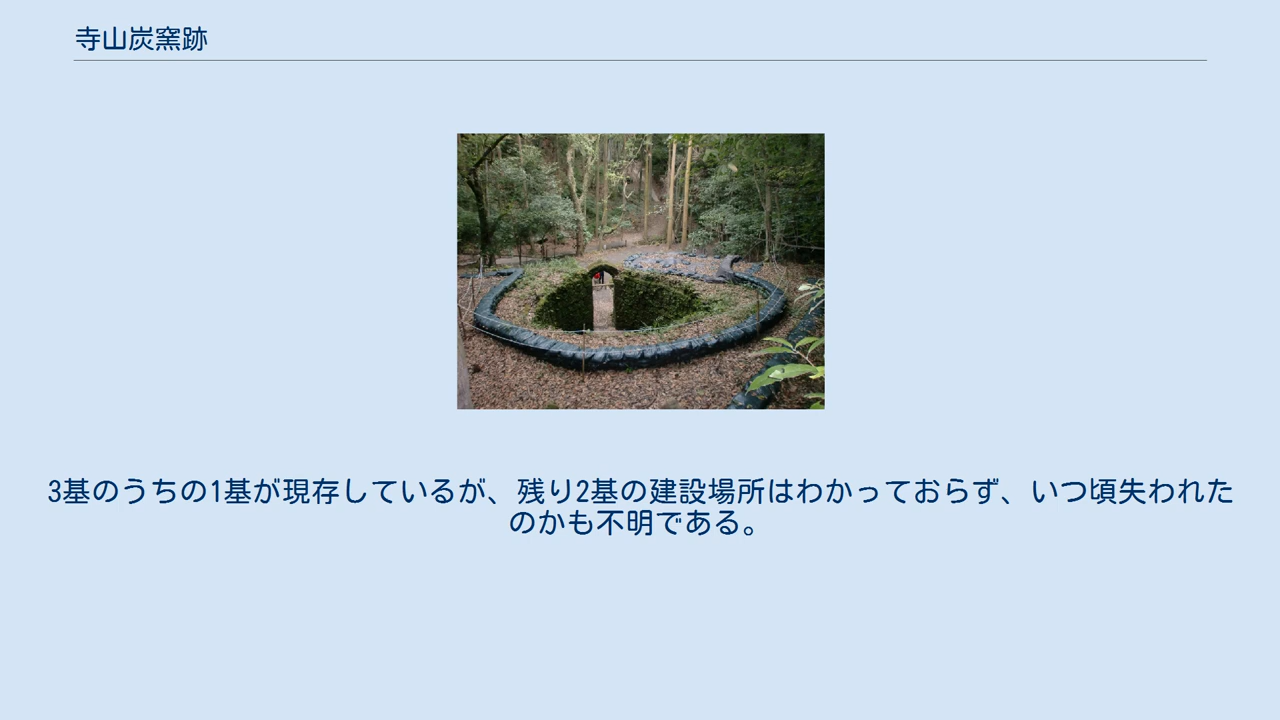 寺山炭窯跡
3基のうちの1基が現存しているが、残り2基の建設場所はわかっておらず、いつ頃失われた
のかも不明である。